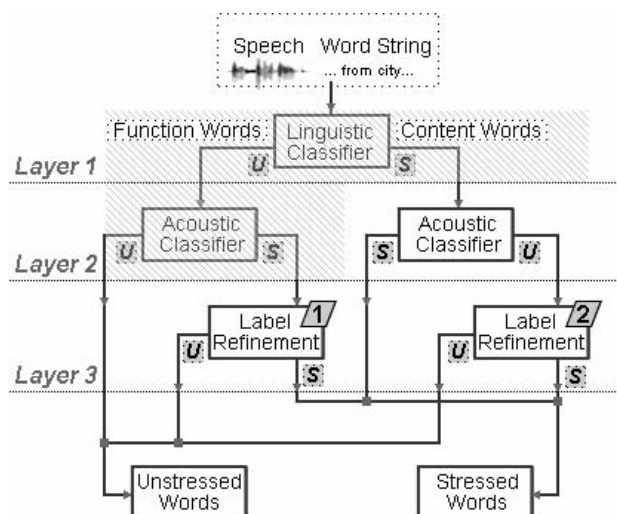 Speech Word String
... from city...
Function Words Linguistic Classifier Content Words
U S
Layer 1
Acoustic Classifier Acoustic Classifier
U S S U
Layer 2
Label Refinement 1 Label Refinement 2
U U
Layer 3 S S
Unstressed Words Stressed Words